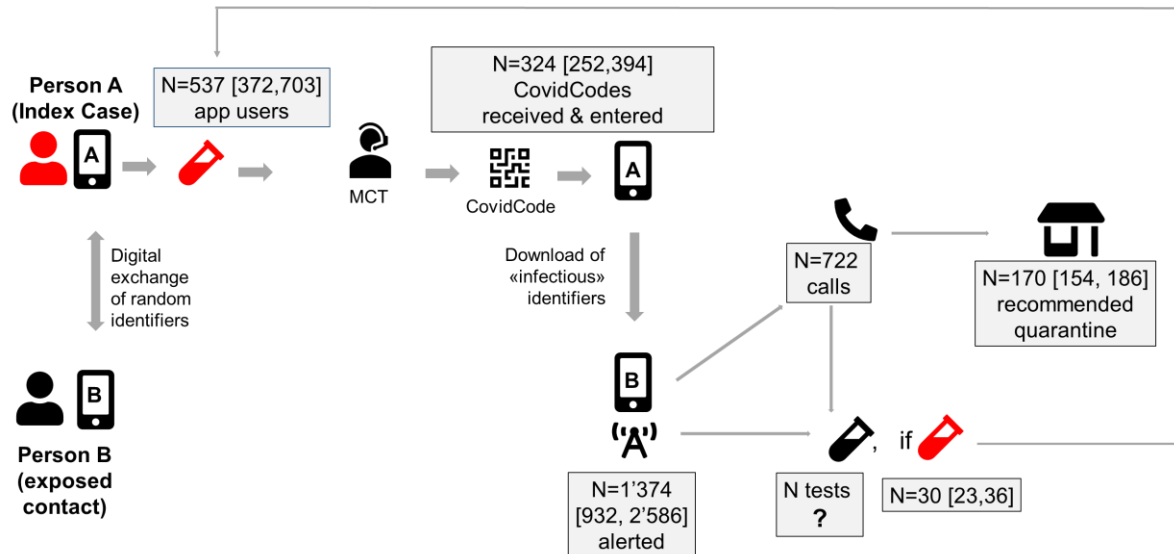 Person A
(Index Case)
A
N=537 [372,703]
app users
MCT
CovidCode
N=324 [252,394]
CovidCodes
received & entered
A
Digital
exchange
of random
identifiers
Download of
«infectious»
identifiers
N=722
calls
N=170 [154, 186]
recommended
quarantine
B
Person B
(exposed
contact)
B
N=1'374
[932, 2'586]
alerted
, if
N tests
?
N=30 [23,36]